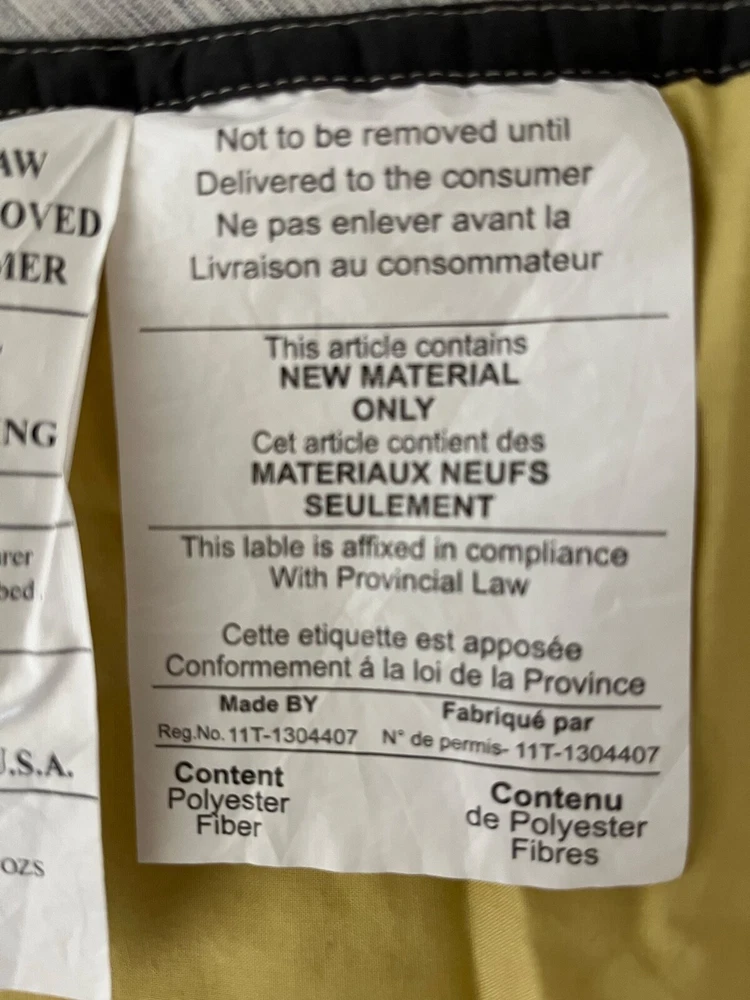 AW
OVED
MER
NG
rer
bed
U.S.A.
OZS
Not to be removed until
Delivered to the consumer
Ne pas enlever avant la
Livraison au consommateur
This article contains
NEW MATERIAL
ONLY
Cet article contient des
MATERIAUX NEUFS
SEULEMENT
This lable is affixed in compliance
With Provincial Law
Cette etiquette est apposée
Conformement á la loi de la Province
Made BY
Reg.No. 11T-1304407
Fabriqué par
N° de permis- 11T-1304407
Content
Polyester
Fiber
Contenu
de Polyester
Fibres